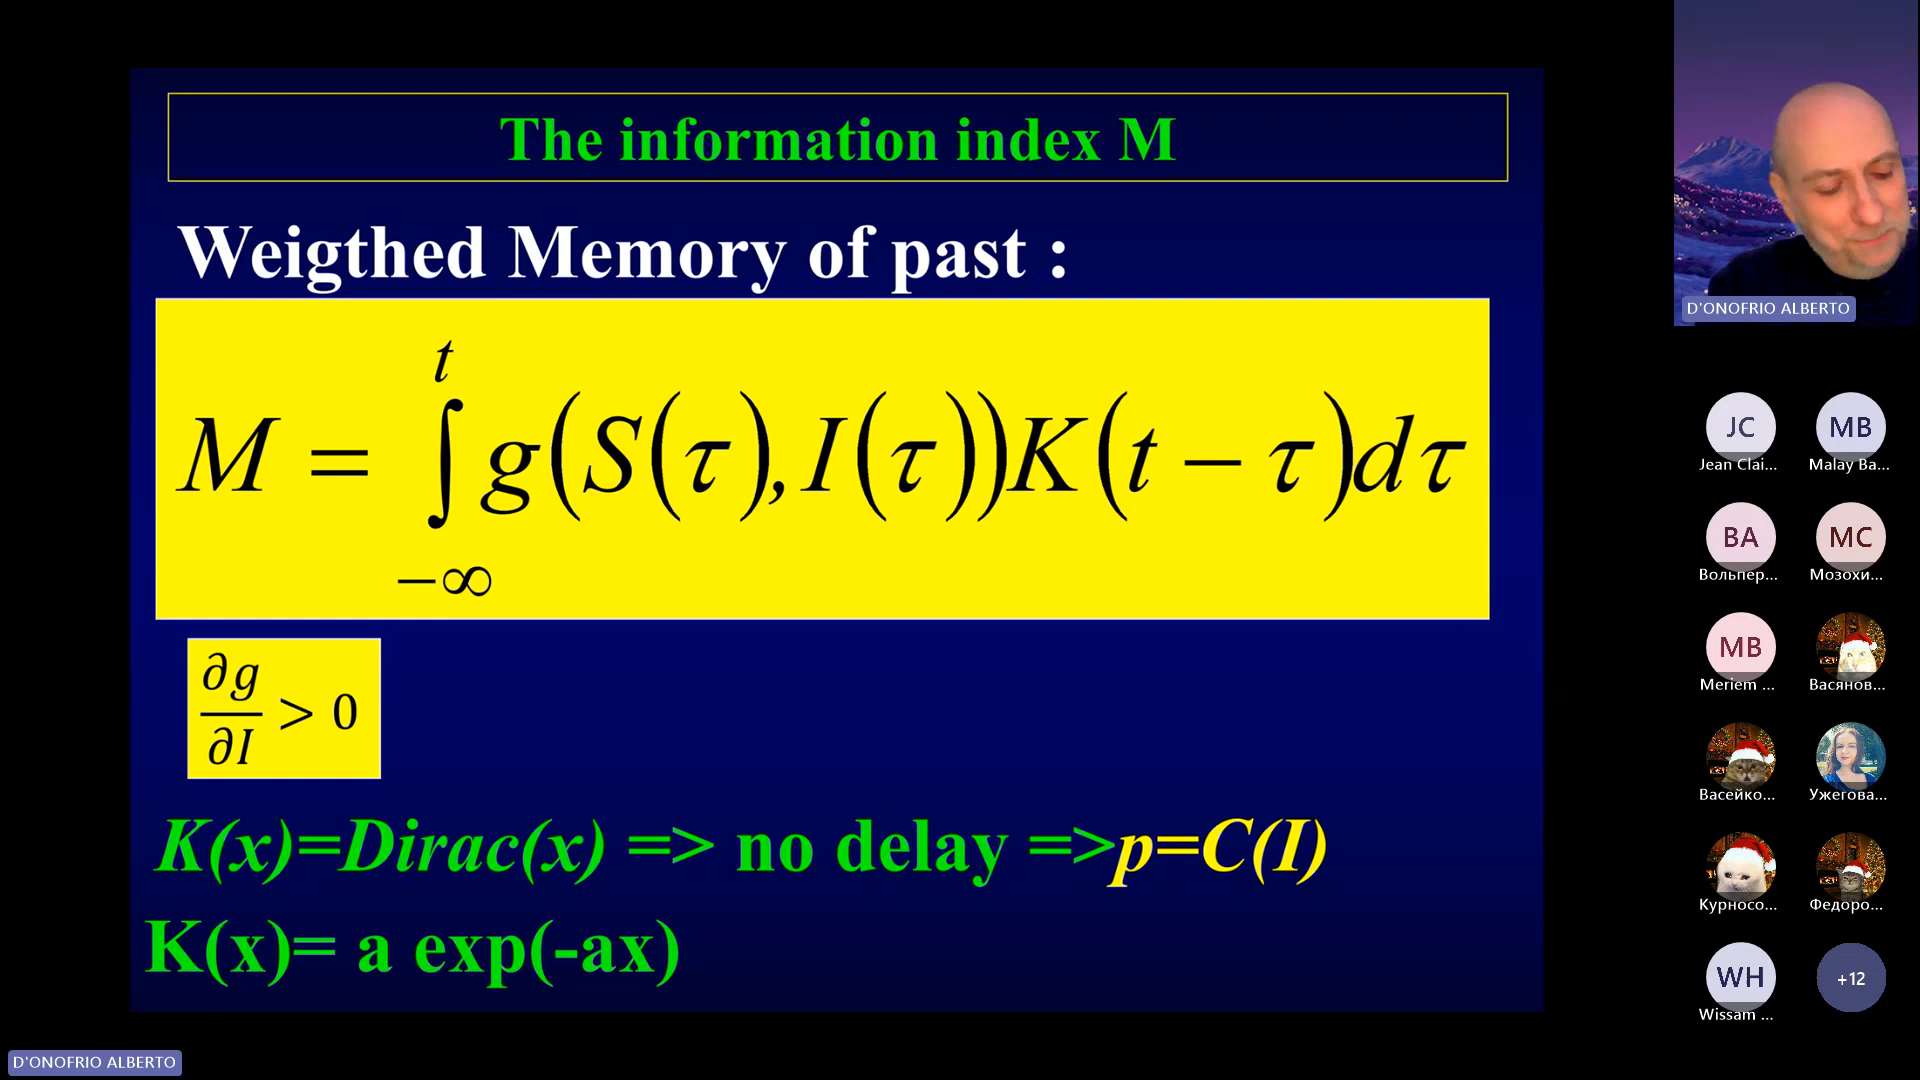 The information index M
Weigthed Memory of past :
M = ∫_{-∞}^{t} g(S(τ), I(τ))K(t − τ)dτ
∂g/∂I > 0
K(x)=Dirac(x) => no delay =>p=C(I)
K(x)= a exp(-ax)
D'ONOFRIO ALBERTO
JC MB
Jean Clai... Malay Ba...
BA MC
Вольпер... Мозохи...
MB
Meriem ... Васянов...
Васейко... Ужегова...
Курносо... Федоро...
WH +12
Wissam ...
D'ONOFRIO ALBERTO